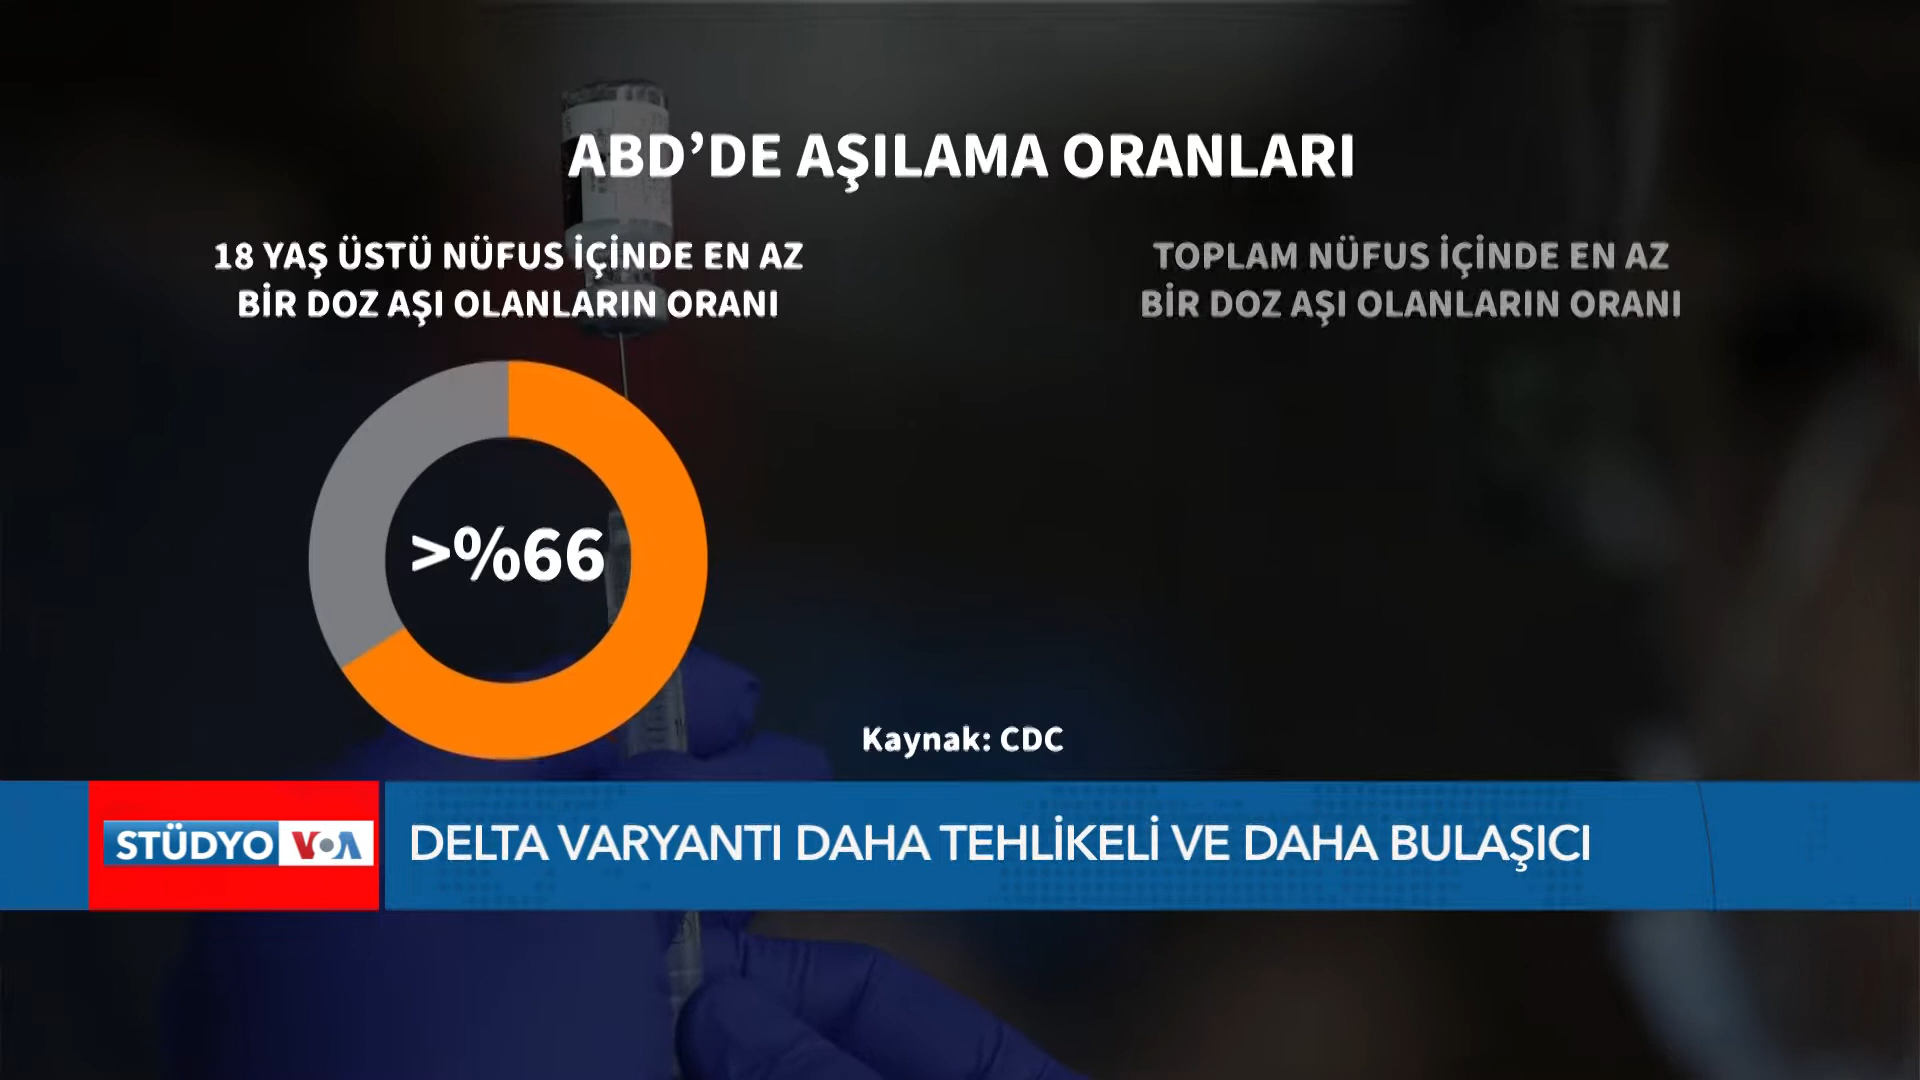 ABD’DE AŞILAMA ORANLARI
18 YAŞ ÜSTÜ NÜFUS İÇİNDE EN AZ
BİR DOZ AŞI OLANLARIN ORANI
TOPLAM NÜFUS İÇİNDE EN AZ
BİR DOZ AŞI OLANLARIN ORANI
>%66
Kaynak: CDC
STÜDYO VOA
DELTA VARYANTI DAHA TEHLİKELİ VE DAHA BULAŞICI